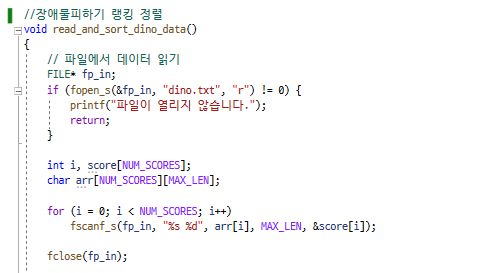 //장애물피하기 랭킹 정렬
void read_and_sort_dino_data()
{
// 파일에서 데이터 읽기
FILE* fp_in;
if (fopen_s(&fp_in, "dino.txt", "r") != 0) {
printf("파일이 열리지 않습니다.");
return;
}
int i, score[NUM_SCORES];
char arr[NUM_SCORES][MAX_LEN];
for (i = 0; i < NUM_SCORES; i++)
fscanf_s(fp_in, "%s %d", arr[i], MAX_LEN, &score[i]);
fclose(fp_in);